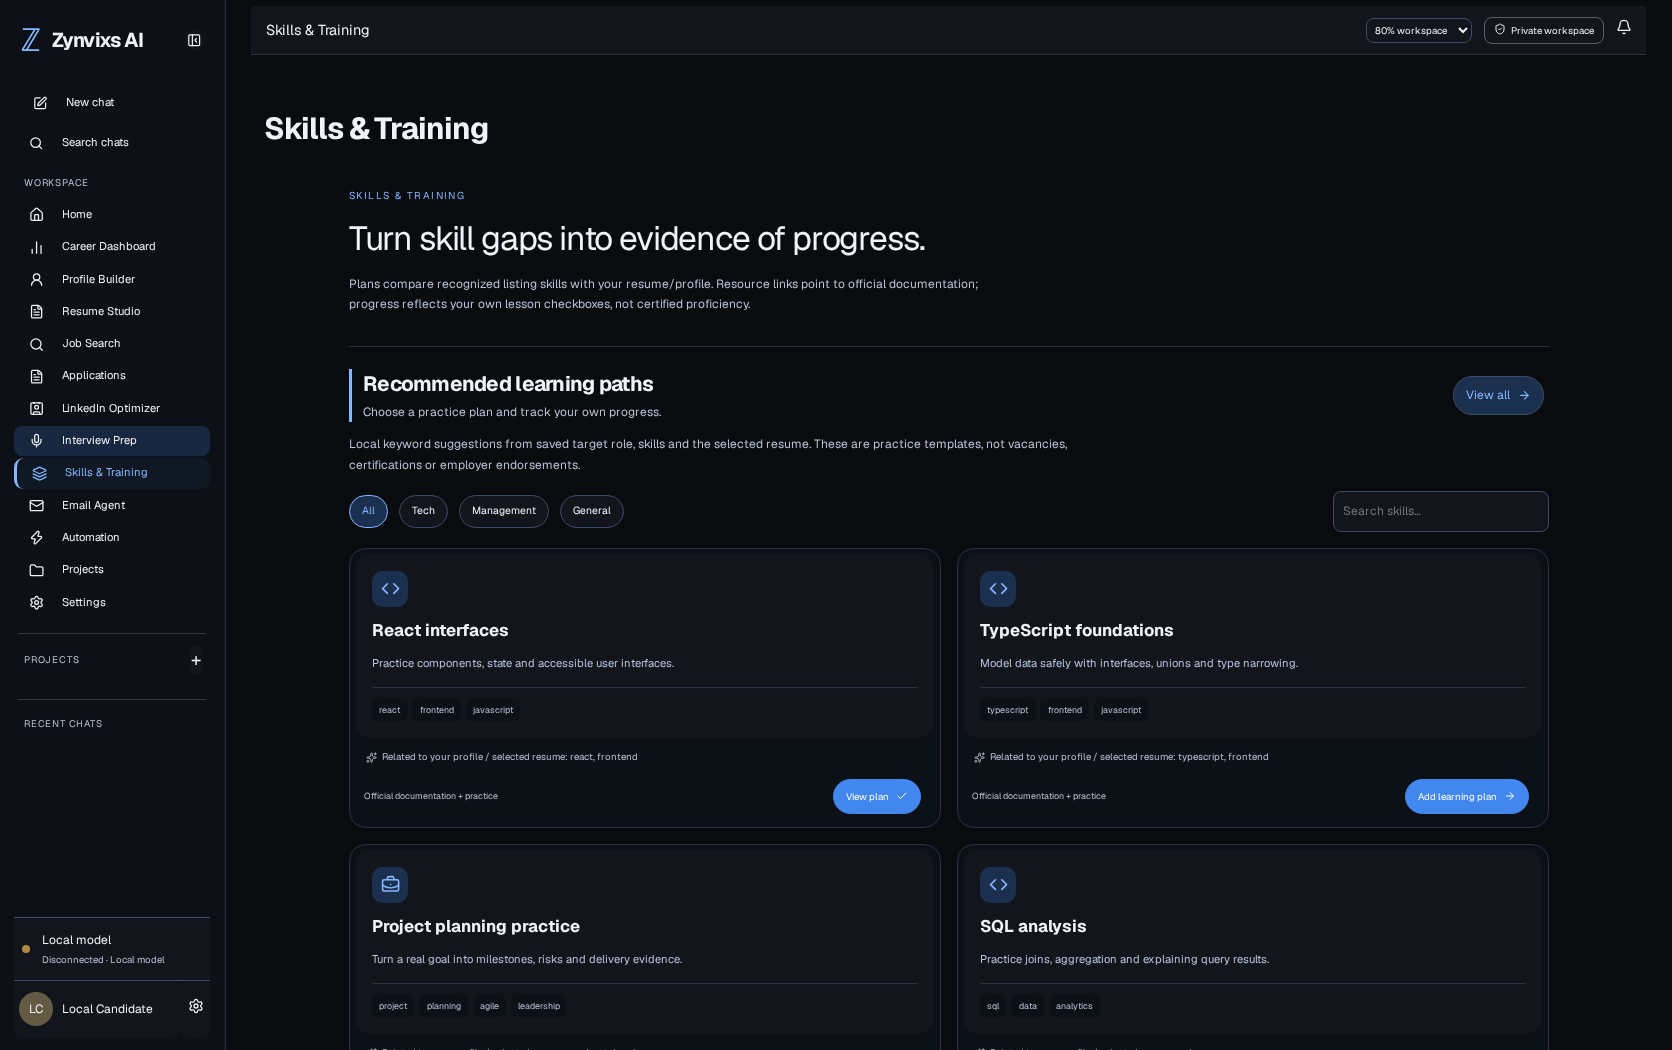 Zynvixs AI
New chat
Search chats
WORKSPACE
Home
Career Dashboard
Profile Builder
Resume Studio
Job Search
Applications
LinkedIn Optimizer
Interview Prep
Skills & Training
Email Agent
Automation
Projects
Settings
PROJECTS
+
RECENT CHATS
Local model
Disconnected · Local model
LC
Local Candidate
Skills & Training
80% workspace
Private workspace
Skills & Training
SKILLS & TRAINING
Turn skill gaps into evidence of progress.
Plans compare recognized listing skills with your resume/profile. Resource links point to official documentation;
progress reflects your own lesson checkboxes, not certified proficiency.
Recommended learning paths
Choose a practice plan and track your own progress.
View all
Local keyword suggestions from saved target role, skills and the selected resume. These are practice templates, not vacancies,
certifications or employer endorsements.
All
Tech
Management
General
Search skills...
React interfaces
Practice components, state and accessible user interfaces.
react
frontend
javascript
Related to your profile / selected resume: react, frontend
Official documentation + practice
View plan
TypeScript foundations
Model data safely with interfaces, unions and type narrowing.
typescript
frontend
javascript
Related to your profile / selected resume: typescript, frontend
Official documentation + practice
Add learning plan
Project planning practice
Turn a real goal into milestones, risks and delivery evidence.
project
planning
agile
leadership
SQL analysis
Practice joins, aggregation and explaining query results.
sql
data
analytics